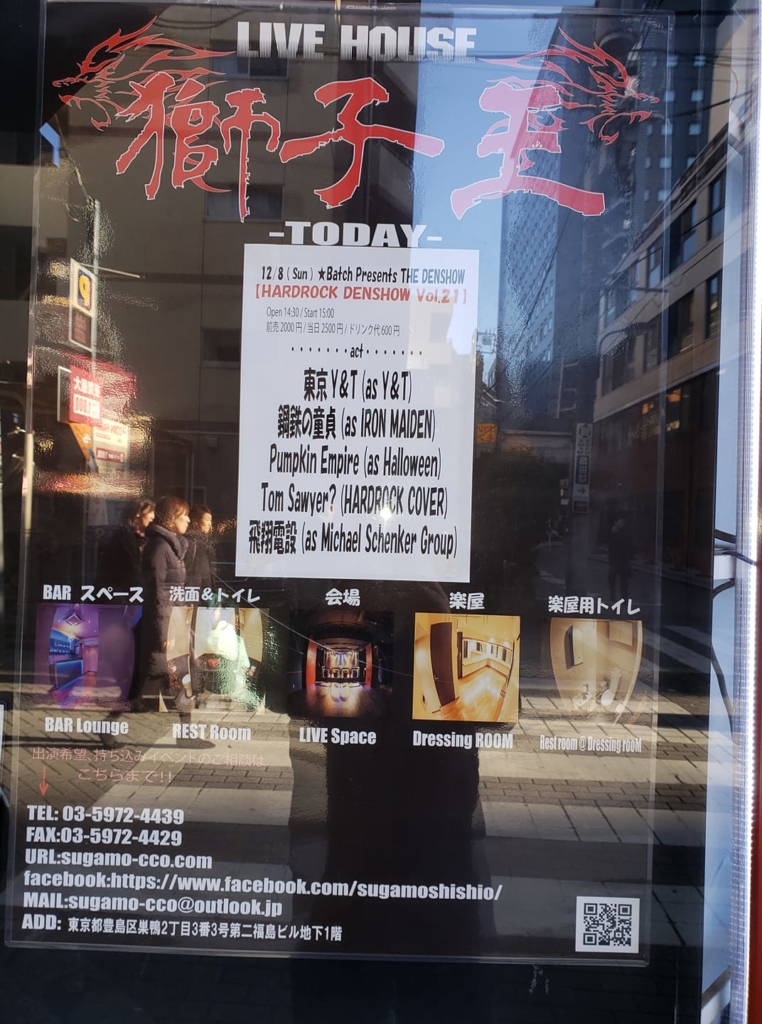 LIVE HOUSE
獅子王
-TODAY-
12/8 ( Sun ) ★Batch Presents THE DENSHOW
[HARDROCK DENSHOW Vol.21]
Open 14:30 / Start 15:00
前売 2000円 / 当日 2500円 / ドリンク代 600円
・・・・・・・・act・・・・・・・
東京 Y&T (as Y&T)
鋼鉄の童貞 (as IRON MAIDEN)
Pumpkin Empire (as Halloween)
Tom Sawyer? (HARDROCK COVER)
飛翔電設 (as Michael Schenker Group)
BAR スペース 洗面&トイレ 会場 楽屋 楽屋用トイレ
BAR Lounge REST Room LIVE Space Dressing ROOM Rest room @ Dressing rooM
出演希望、持ち込みイベントのご相談は
こちらまで!!
TEL: 03-5972-4439
FAX:03-5972-4429
URL:sugamo-cco.com
facebook:https://www.facebook.com/sugamoshishio/
MAIL:sugamo-cco@outlook.jp
ADD: 東京都豊島区巣鴨2丁目3番3号第二福島ビル地下1階